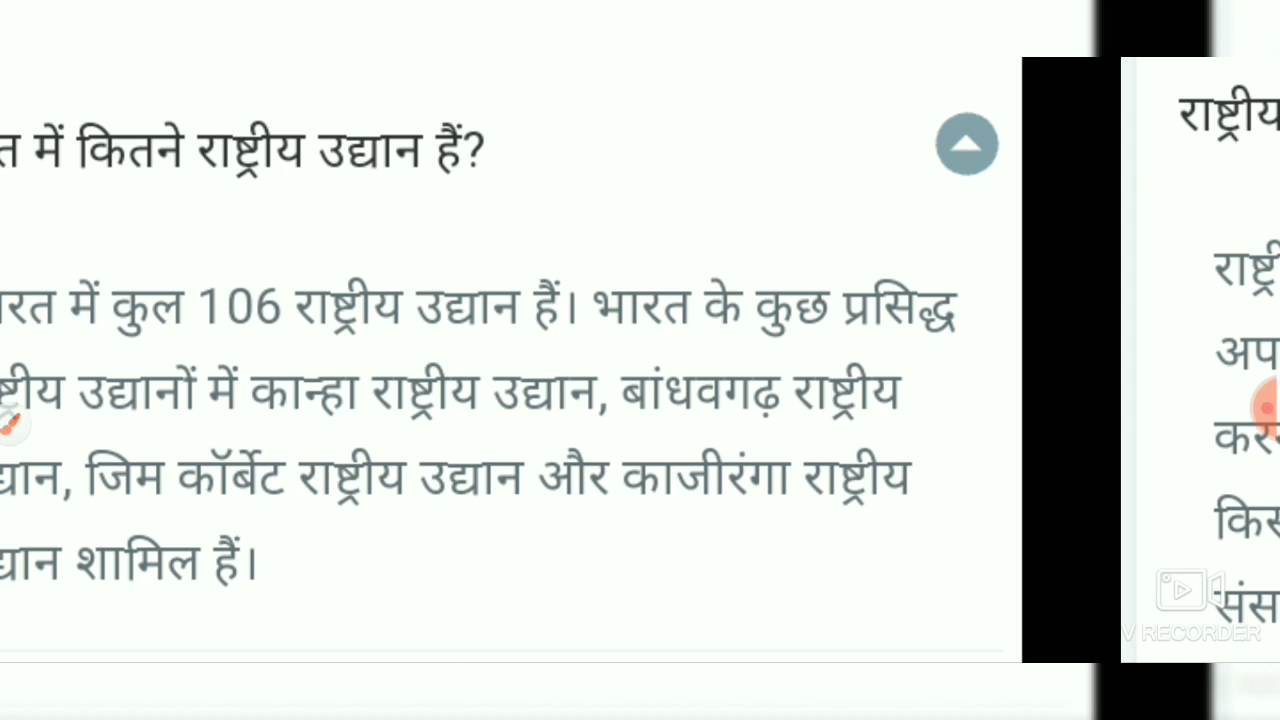 त में कितने राष्ट्रीय उद्यान हैं?
रत में कुल 106 राष्ट्रीय उद्यान हैं। भारत के कुछ प्रसिद्ध
ष्ट्रीय उद्यानों में कान्हा राष्ट्रीय उद्यान, बांधवगढ़ राष्ट्रीय
द्यान, जिम कॉर्बेट राष्ट्रीय उद्यान और काजीरंगा राष्ट्रीय
द्यान शामिल हैं।
राष्ट्रीय
राष्ट्री
अप
कर
किस
संस
V RECORDER